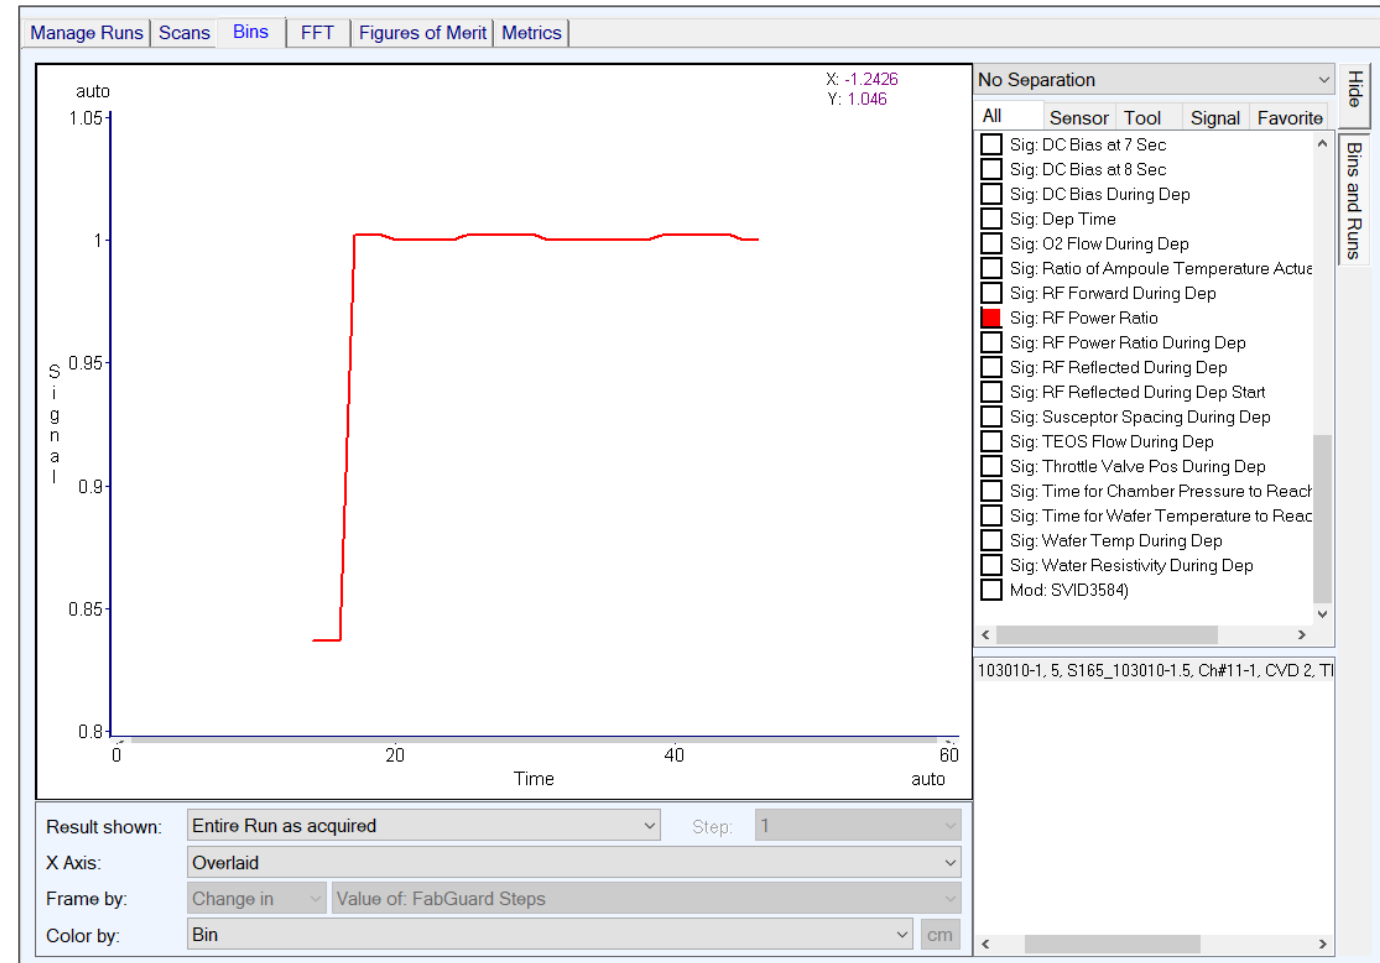 Manage Runs Scans Bins FFT Figures of Merit Metrics
auto
X: -1.2426
Y: 1.046
1.05
1
0.95
0.9
0.85
0.8
Signal
0 20 40 60
Time
auto
Result shown: Entire Run as acquired Step: 1
X Axis: Overlaid
Frame by: Change in Value of: FabGuard Steps
Color by: Bin cm
No Separation
All Sensor Tool Signal Favorite
Sig: DC Bias at 7 Sec
Sig: DC Bias at 8 Sec
Sig: DC Bias During Dep
Sig: Dep Time
Sig: O2 Flow During Dep
Sig: Ratio of Ampoule Temperature Actua
Sig: RF Forward During Dep
Sig: RF Power Ratio
Sig: RF Power Ratio During Dep
Sig: RF Reflected During Dep
Sig: RF Reflected During Dep Start
Sig: Susceptor Spacing During Dep
Sig: TEOS Flow During Dep
Sig: Throttle Valve Pos During Dep
Sig: Time for Chamber Pressure to Reach
Sig: Time for Wafer Temperature to Reac
Sig: Wafer Temp During Dep
Sig: Water Resistivity During Dep
Mod: SVID3584)
103010-1, 5, S165_103010-1.5, Ch#11-1, CVD 2, TI
Hide
Bins and Runs